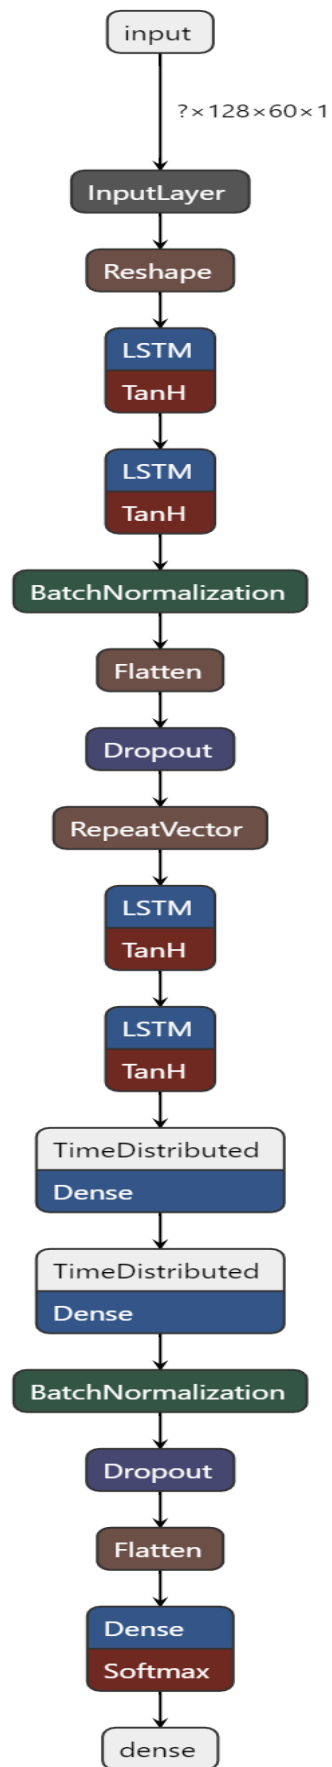 input
?×128×60×1
InputLayer
Reshape
LSTM
TanH
LSTM
TanH
BatchNormalization
Flatten
Dropout
RepeatVector
LSTM
TanH
LSTM
TanH
TimeDistributed
Dense
TimeDistributed
Dense
BatchNormalization
Dropout
Flatten
Dense
Softmax
dense